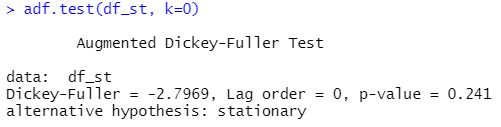 > adf.test(df_st, k=0)
Augmented Dickey-Fuller Test
data:  df_st
Dickey-Fuller = -2.7969, Lag order = 0, p-value = 0.241
alternative hypothesis: stationary